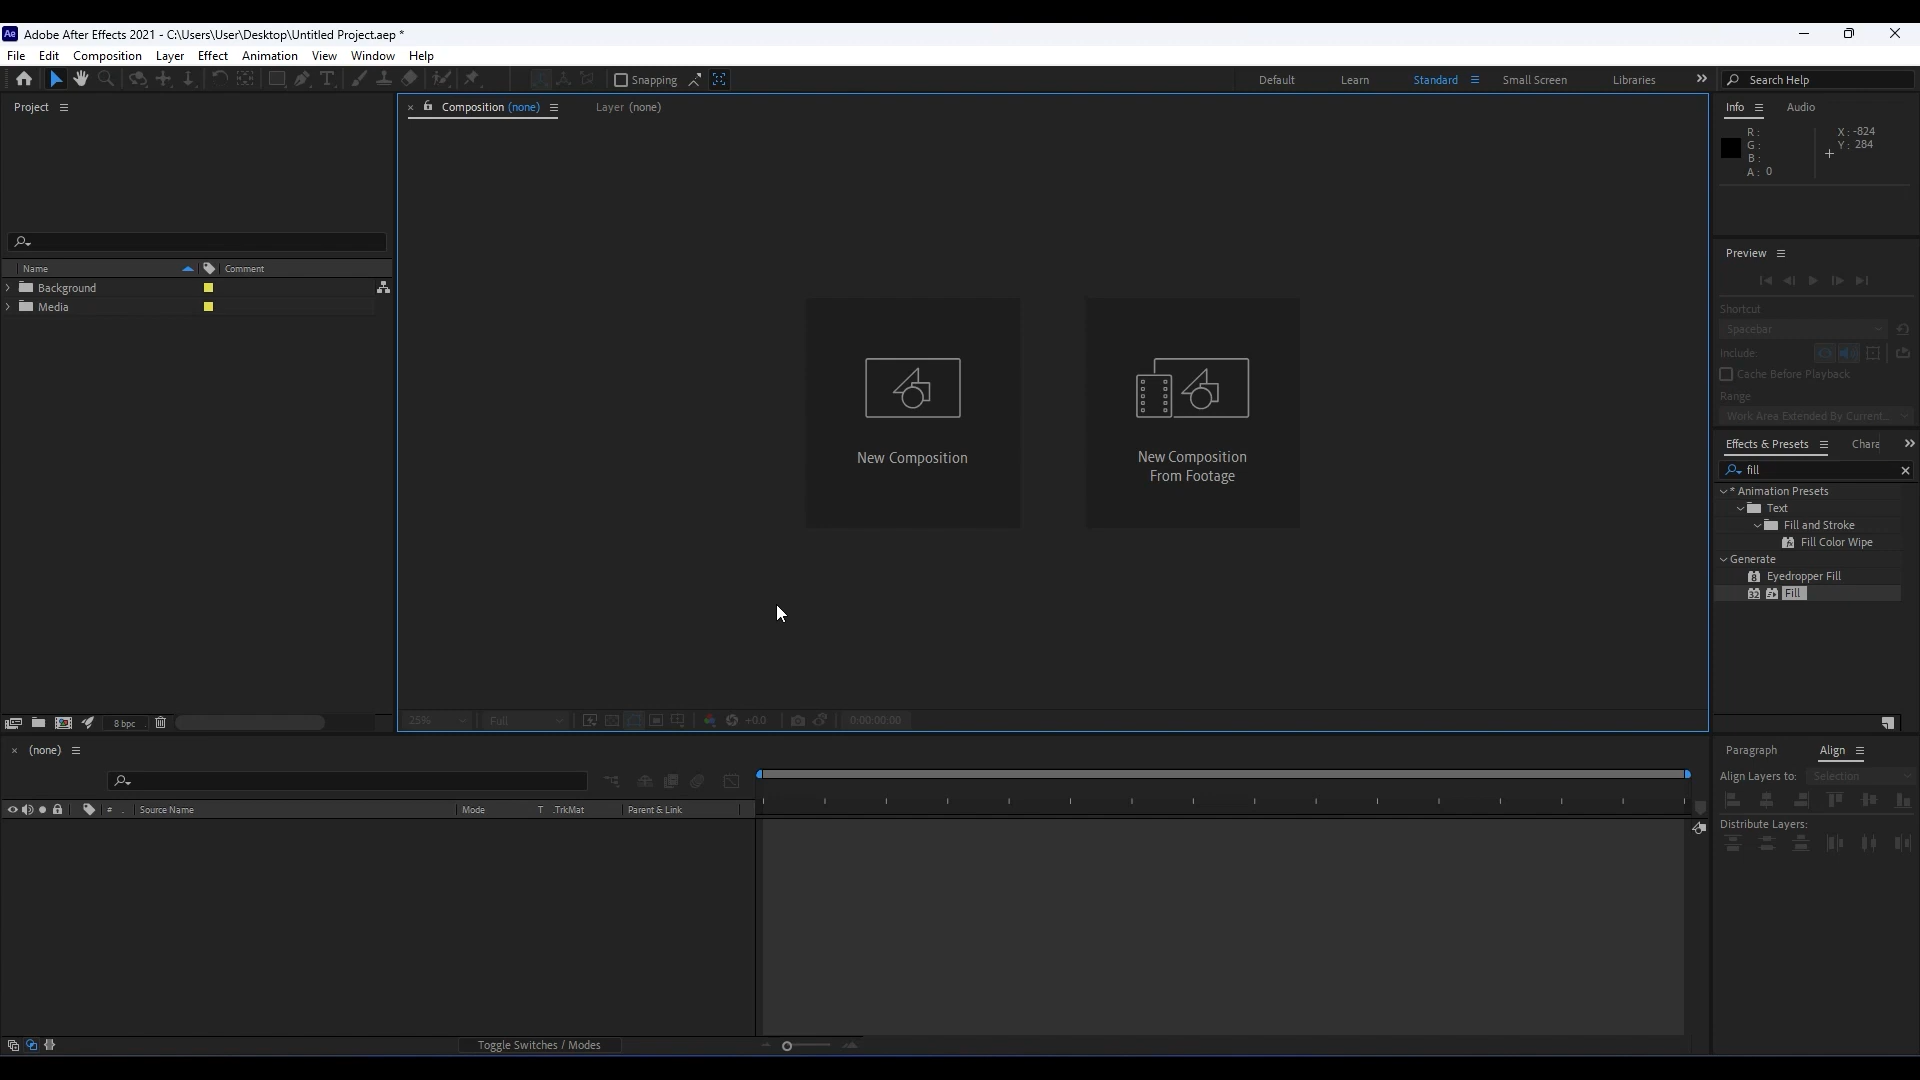 Ae Adobe After Effects 2021 - C:\Users\User\Desktop\Untitled Project.aep *
File Edit Composition Layer Effect Animation View Window Help
Snapping
Default Learn Standard Small Screen Libraries Search Help
Project
Composition (none) Layer (none)
Info Audio
R: X: -824
G: Y: 284
B:
A: 0
Name Comment
Background
Media
New Composition
New Composition
From Footage
Preview
Shortcut
Spacebar
Include:
Cache Before Playback
Range
Work Area Extended By Current...
Effects & Presets Chara
fill
* Animation Presets
Text
Fill and Stroke
Fill Color Wipe
Generate
Eyedropper Fill
Fill
8 bpc
25% Full +0.0 0:00:00:00
(none)
# . Source Name Mode T .TrkMat Parent & Link
Paragraph Align
Align Layers to: Selection
Distribute Layers:
Toggle Switches / Modes